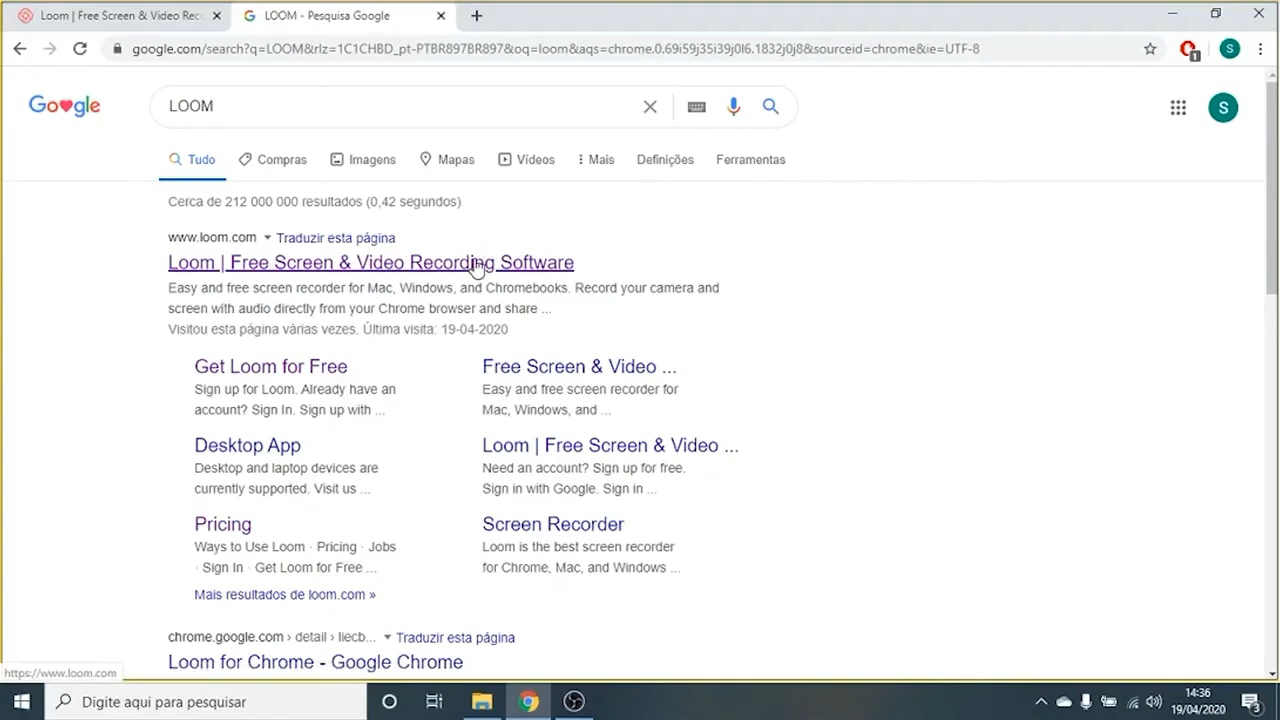 Loom | Free Screen & Video Rec
LOOM - Pesquisa Google
google.com/search?q=LOOM&rlz=1C1CHBD_pt-PTBR897BR897&oq=loom&aqs=chrome.0.69i59j35i39j0l6.1832j0j8&sourceid=chrome&ie=UTF-8
1
S
Go♥gle
LOOM
S
Tudo Compras Imagens Mapas Vídeos Mais Definições Ferramentas
Cerca de 212 000 000 resultados (0,42 segundos)
www.loom.com Traduzir esta página
Loom | Free Screen & Video Recording Software
Easy and free screen recorder for Mac, Windows, and Chromebooks. Record your camera and
screen with audio directly from your Chrome browser and share ...
Visitou esta página várias vezes. Última visita: 19-04-2020
Get Loom for Free
Sign up for Loom. Already have an
account? Sign In. Sign up with ...
Free Screen & Video ...
Easy and free screen recorder for
Mac, Windows, and ...
Desktop App
Desktop and laptop devices are
currently supported. Visit us ...
Loom | Free Screen & Video ...
Need an account? Sign up for free.
Sign in with Google. Sign in ...
Pricing
Ways to Use Loom · Pricing · Jobs
· Sign In · Get Loom for Free ...
Screen Recorder
Loom is the best screen recorder
for Chrome, Mac, and Windows ...
Mais resultados de loom.com »
chrome.google.com › detail › liecb... Traduzir esta página
Loom for Chrome - Google Chrome
https://www.loom.com
Digite aqui para pesquisar
14:36
19/04/2020
3